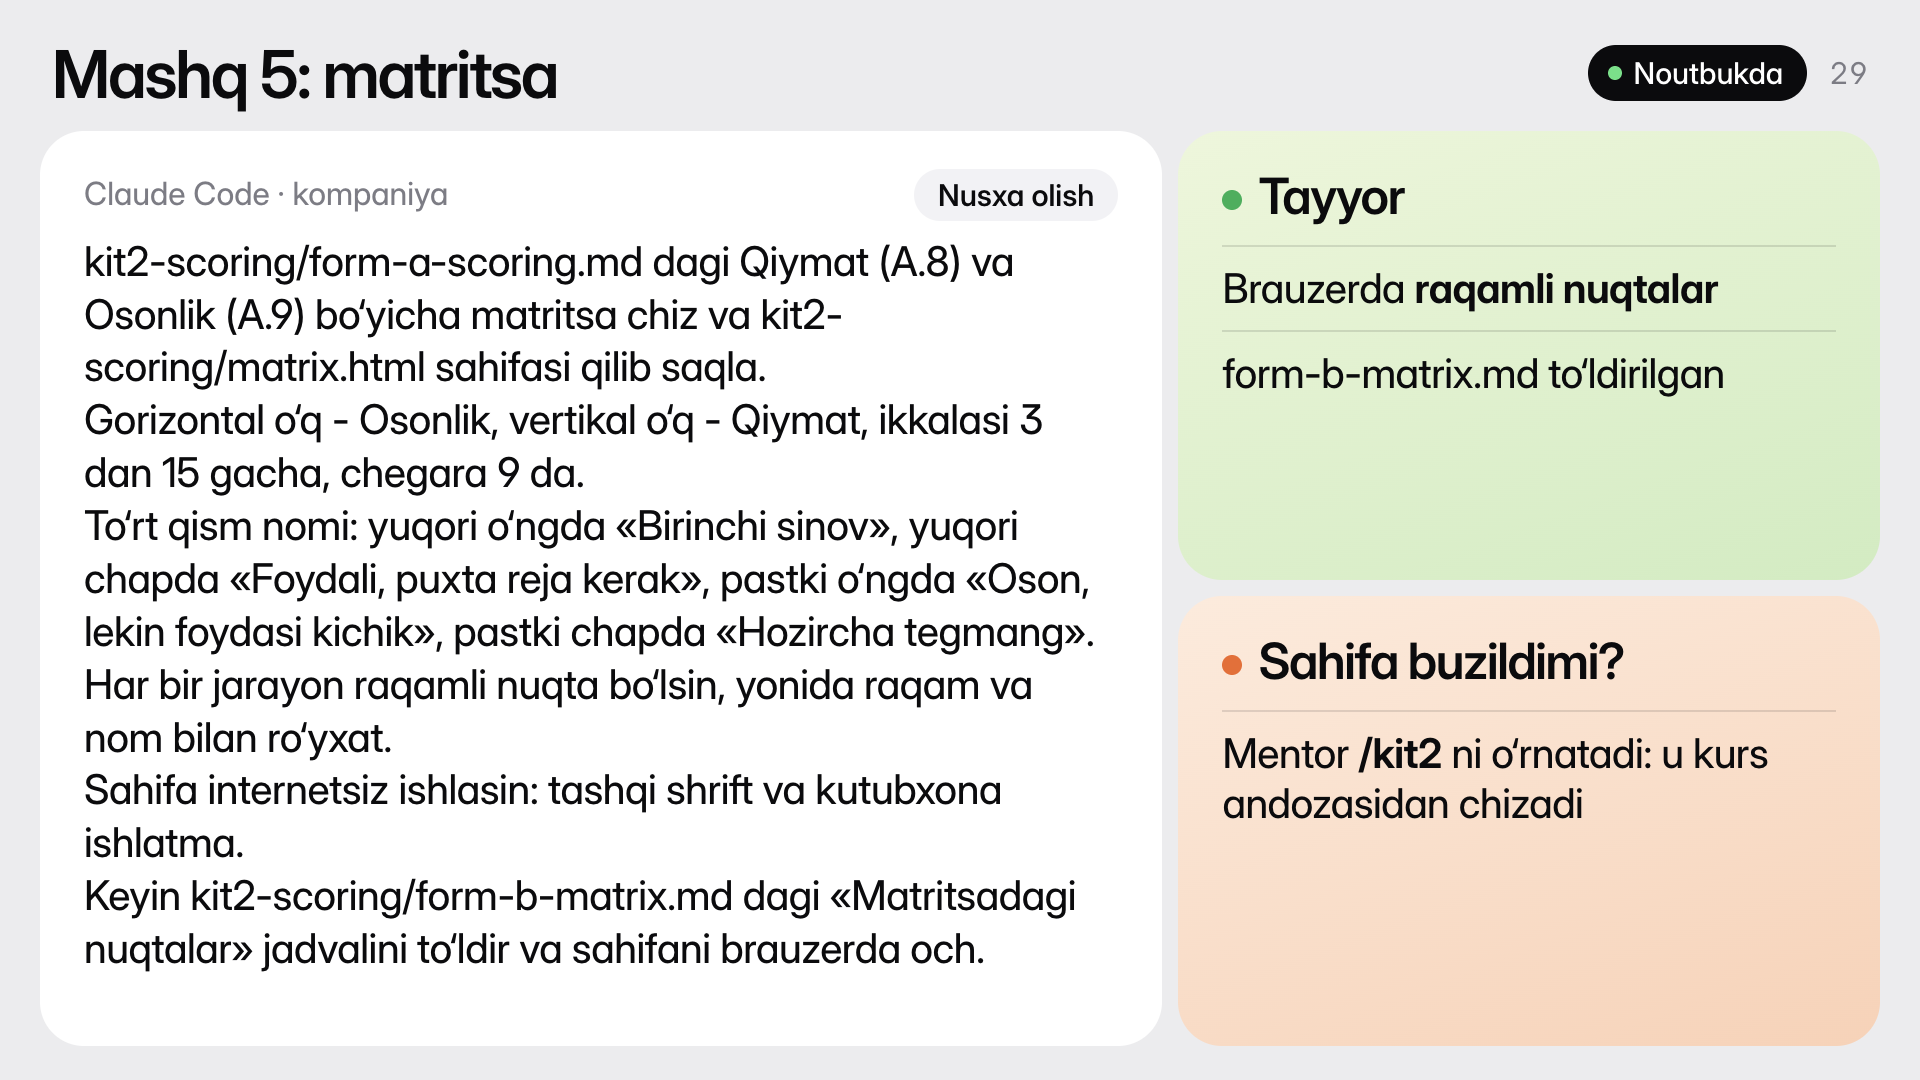 Mashq 5: matritsa
Noutbukda
29
Claude Code · kompaniya
Nusxa olish
kit2-scoring/form-a-scoring.md dagi Qiymat (A.8) va
Osonlik (A.9) bo‘yicha matritsa chiz va kit2-
scoring/matrix.html sahifasi qilib saqla.
Gorizontal o‘q - Osonlik, vertikal o‘q - Qiymat, ikkalasi 3
dan 15 gacha, chegara 9 da.
To‘rt qism nomi: yuqori o‘ngda «Birinchi sinov», yuqori
chapda «Foydali, puxta reja kerak», pastki o‘ngda «Oson,
lekin foydasi kichik», pastki chapda «Hozircha tegmang».
Har bir jarayon raqamli nuqta bo‘lsin, yonida raqam va
nom bilan ro‘yxat.
Sahifa internetsiz ishlasin: tashqi shrift va kutubxona
ishlatma.
Keyin kit2-scoring/form-b-matrix.md dagi «Matritsadagi
nuqtalar» jadvalini to‘ldir va sahifani brauzerda och.
Tayyor
Brauzerda raqamli nuqtalar
form-b-matrix.md to‘ldirilgan
Sahifa buzildimi?
Mentor /kit2 ni o‘rnatadi: u kurs
andozasidan chizadi